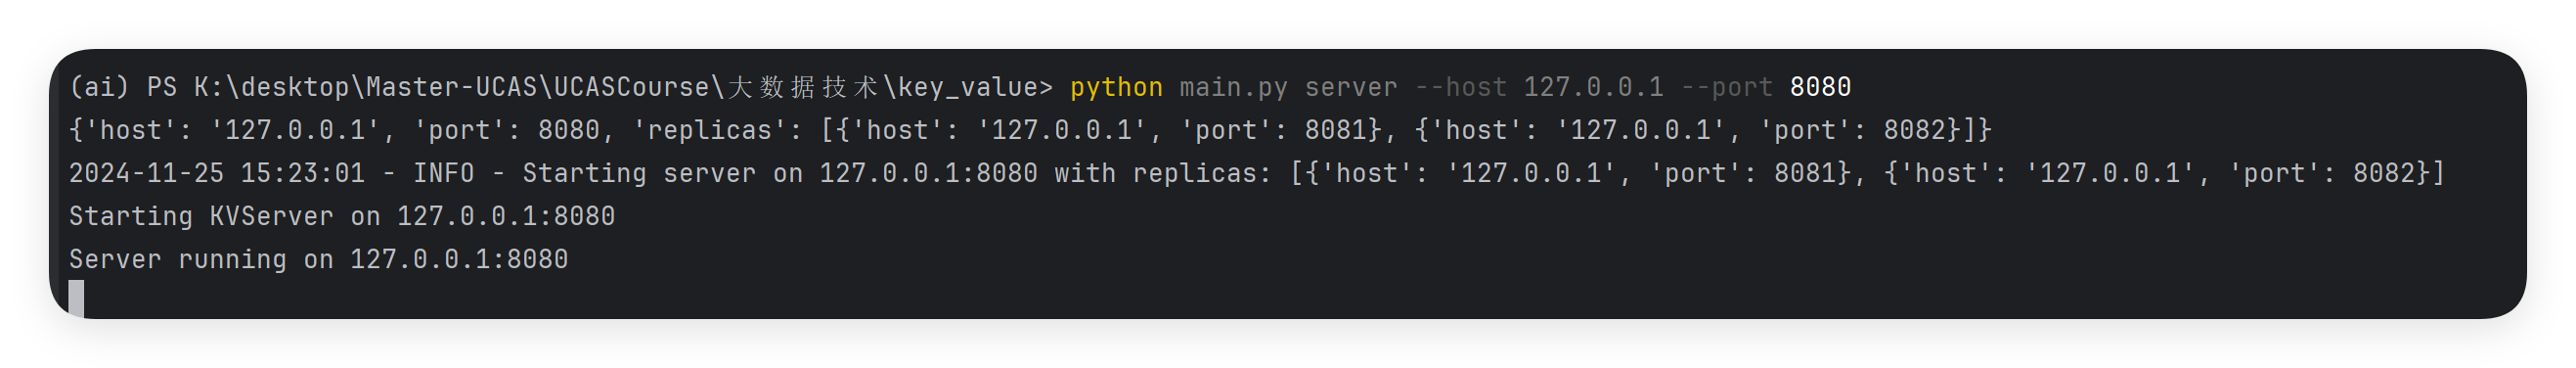 (ai) PS K:\desktop\Master-UCAS\UCASCourse\大数据技术\key_value> python main.py server --host 127.0.0.1 --port 8080
{'host': '127.0.0.1', 'port': 8080, 'replicas': [{'host': '127.0.0.1', 'port': 8081}, {'host': '127.0.0.1', 'port': 8082}]}
2024-11-25 15:23:01 - INFO - Starting server on 127.0.0.1:8080 with replicas: [{'host': '127.0.0.1', 'port': 8081}, {'host': '127.0.0.1', 'port': 8082}]
Starting KVServer on 127.0.0.1:8080
Server running on 127.0.0.1:8080